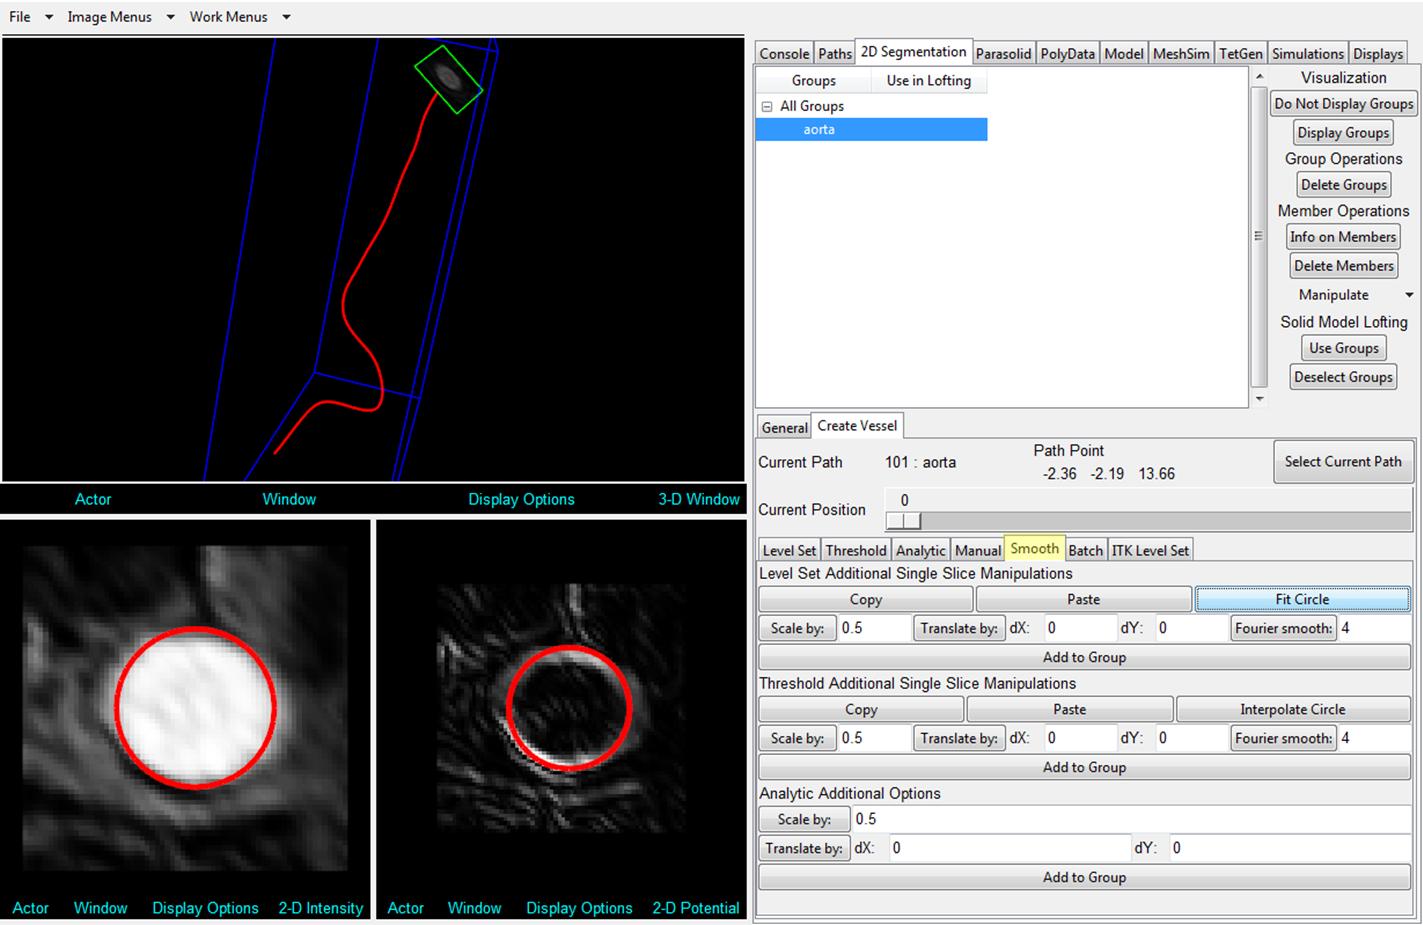 File Image Menus Work Menus
Console Paths 2D Segmentation Parasolid PolyData Model MeshSim TetGen Simulations Displays
Groups Use in Lofting
All Groups
aorta
Visualization
Do Not Display Groups
Display Groups
Group Operations
Delete Groups
Member Operations
Info on Members
Delete Members
Manipulate
Solid Model Lofting
Use Groups
Deselect Groups
Actor Window Display Options 3-D Window
General Create Vessel
Current Path 101 : aorta Path Point
-2.36 -2.19 13.66
Select Current Path
Current Position 0
Level Set Threshold Analytic Manual Smooth Batch ITK Level Set
Level Set Additional Single Slice Manipulations
Copy Paste Fit Circle
Scale by: 0.5 Translate by: dX: 0 dY: 0 Fourier smooth: 4
Add to Group
Threshold Additional Single Slice Manipulations
Copy Paste Interpolate Circle
Scale by: 0.5 Translate by: dX: 0 dY: 0 Fourier smooth: 4
Add to Group
Analytic Additional Options
Scale by: 0.5
Translate by: dX: 0 dY: 0
Add to Group
Actor Window Display Options 2-D Intensity
Actor Window Display Options 2-D Potential